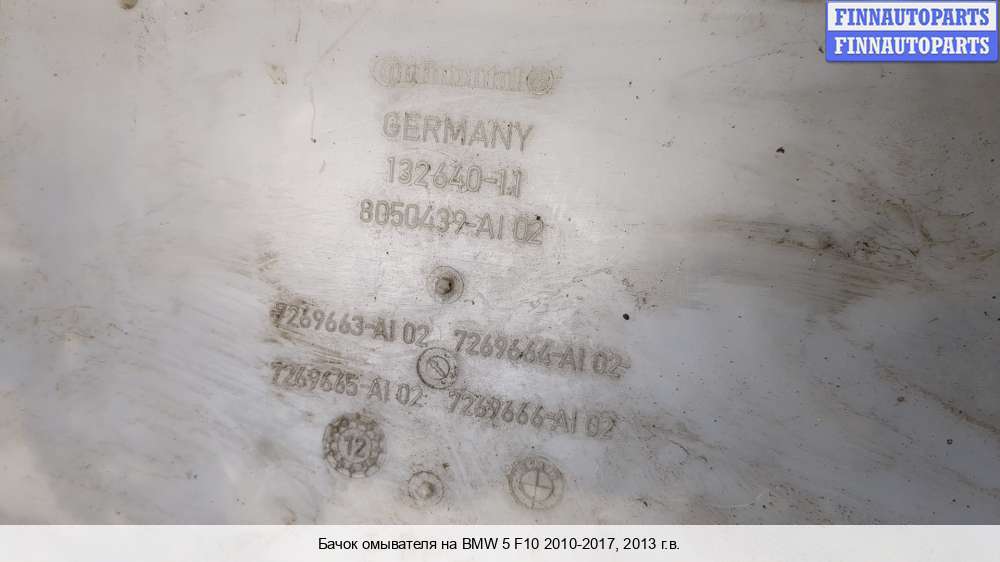 FINNAUTOPARTS
FINNAUTOPARTS
Continental
GERMANY
132640-11
8050439-AI 02
7269663-AI 02 7269664-AI 02
7269665-AI 02 7269666-AI 02
12
Бачок омывателя на BMW 5 F10 2010-2017, 2013 г.в.